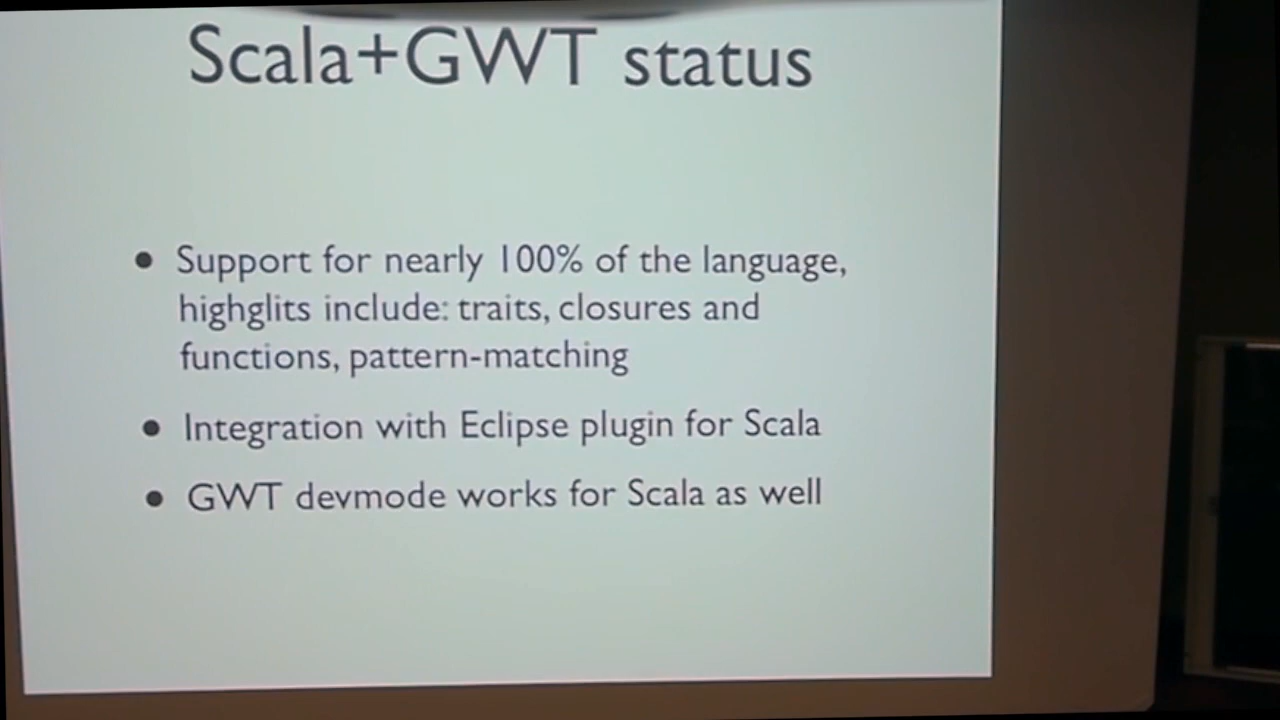 Scala+GWT status
• Support for nearly 100% of the language,
highglits include: traits, closures and
functions, pattern-matching
• Integration with Eclipse plugin for Scala
• GWT devmode works for Scala as well